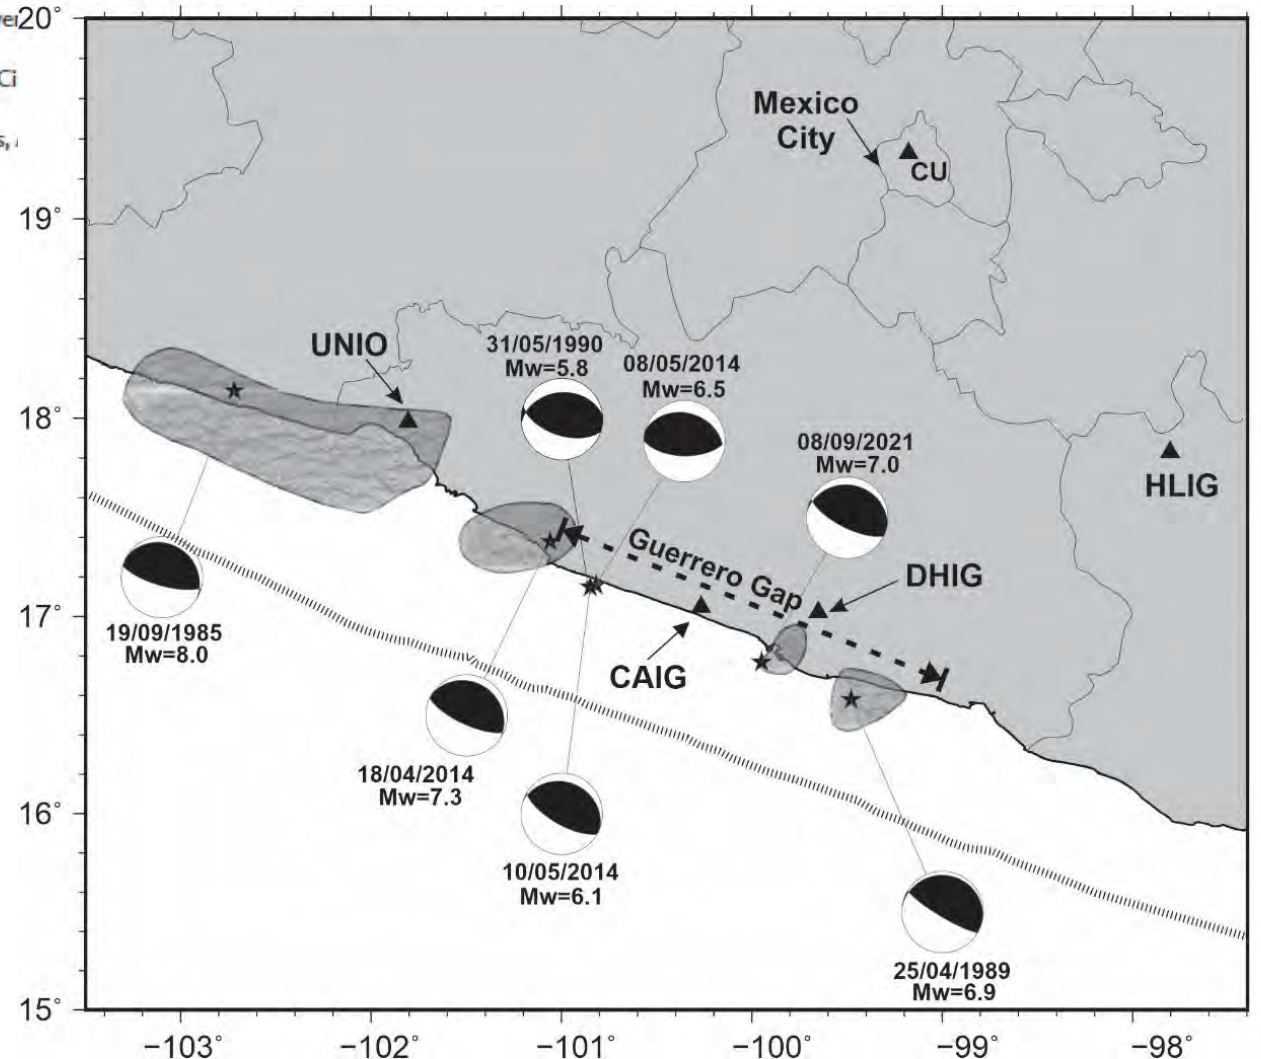 20°
19°
18°
17°
16°
15°
Mexico
City
CU
UNIO
31/05/1990
Mw=5.8
08/05/2014
Mw=6.5
08/09/2021
Mw=7.0
HLIG
Guerrero Gap
DHIG
CAIG
19/09/1985
Mw=8.0
18/04/2014
Mw=7.3
10/05/2014
Mw=6.1
25/04/1989
Mw=6.9
−103°
−102°
−101°
−100°
−99°
−98°